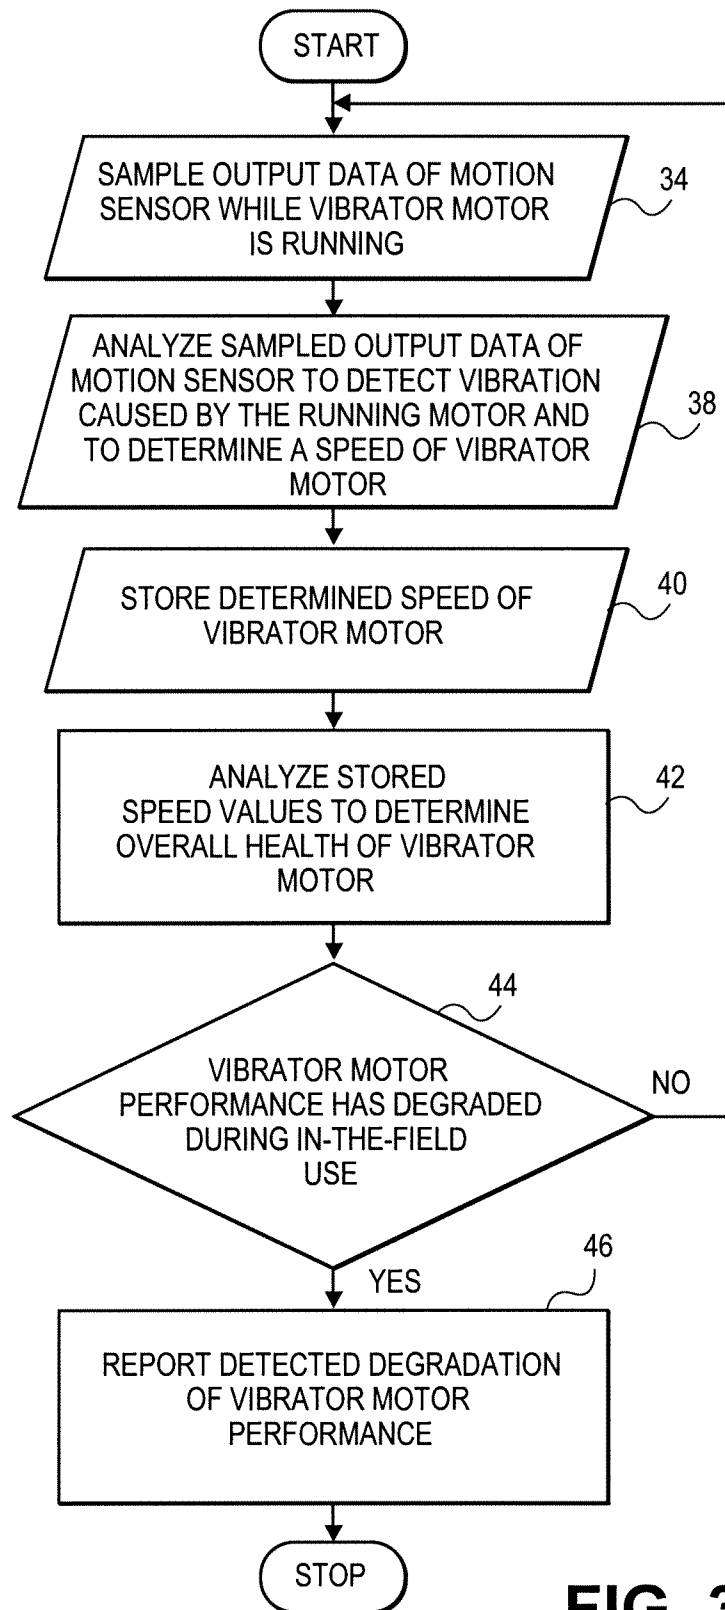 START
SAMPLE OUTPUT DATA OF MOTION
SENSOR WHILE VIBRATOR MOTOR
IS RUNNING
34
ANALYZE SAMPLED OUTPUT DATA OF
MOTION SENSOR TO DETECT VIBRATION
CAUSED BY THE RUNNING MOTOR AND
TO DETERMINE A SPEED OF VIBRATOR
MOTOR
38
STORE DETERMINED SPEED OF
VIBRATOR MOTOR
40
ANALYZE STORED
SPEED VALUES TO DETERMINE
OVERALL HEALTH OF VIBRATOR
MOTOR
42
44
VIBRATOR MOTOR
PERFORMANCE HAS DEGRADED
DURING IN-THE-FIELD
USE
NO
YES
46
REPORT DETECTED DEGRADATION
OF VIBRATOR MOTOR
PERFORMANCE
STOP
FIG.